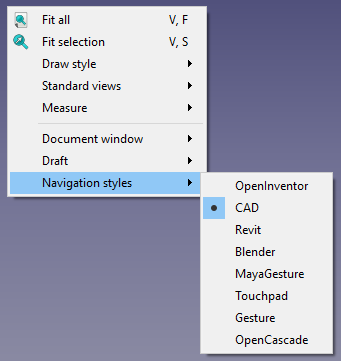 Fit all V, F
Fit selection V, S
Draw style
Standard views
Measure
Document window
Draft
Navigation styles
OpenInventor
CAD
Revit
Blender
MayaGesture
Touchpad
Gesture
OpenCascade